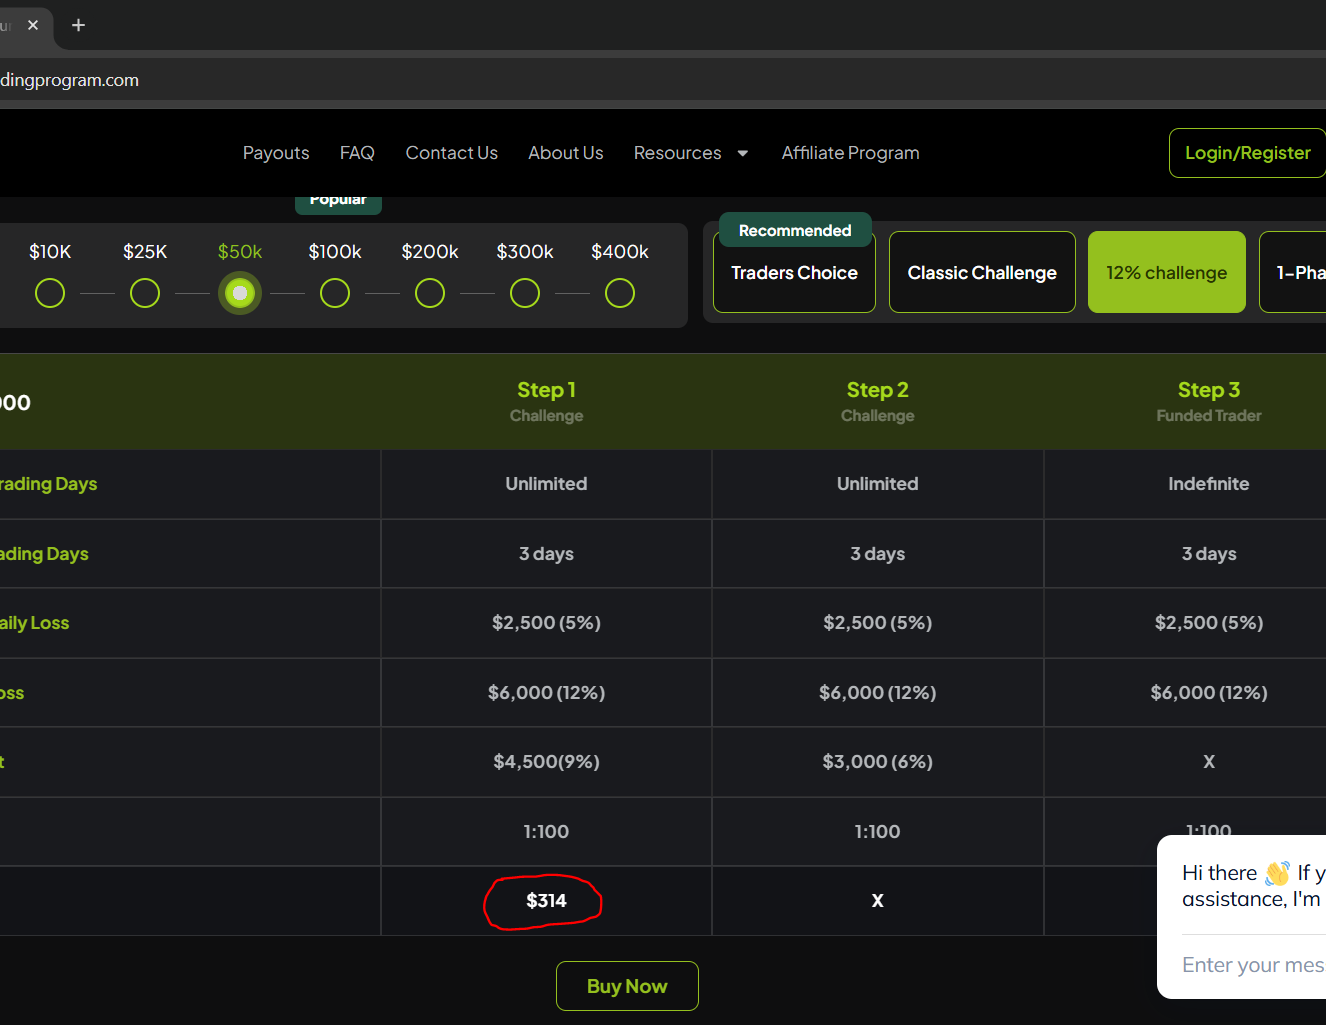 dingprogram.com
Payouts FAQ Contact Us About Us Resources Affiliate Program Login/Register
Popular
Recommended
$10K $25K $50k $100k $200k $300k $400k
Traders Choice Classic Challenge 12% challenge 1-Pha
000 Step 1 Step 2 Step 3
Challenge Challenge Funded Trader
rading Days Unlimited Unlimited Indefinite
ading Days 3 days 3 days 3 days
aily Loss $2,500 (5%) $2,500 (5%) $2,500 (5%)
oss $6,000 (12%) $6,000 (12%) $6,000 (12%)
t $4,500(9%) $3,000 (6%) X
1:100 1:100 1:100
$314 X
Hi there 👋 If y
assistance, I'm
Enter your mes
Buy Now